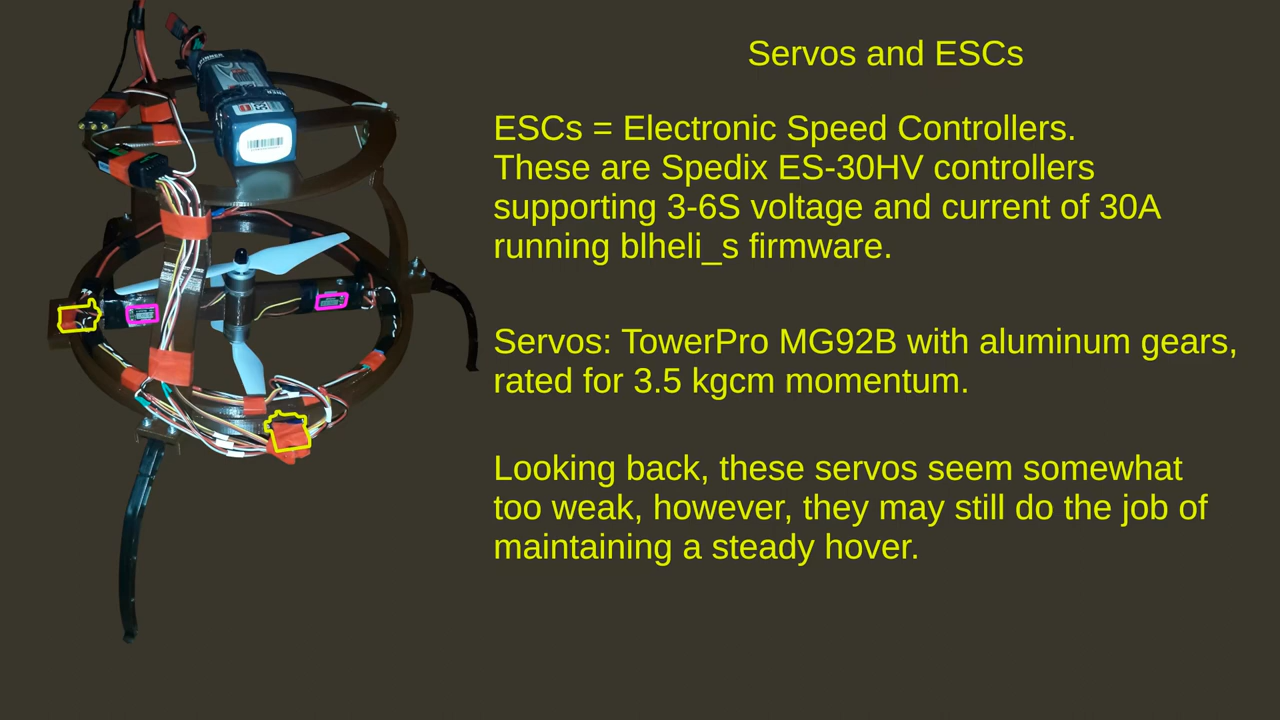 Servos and ESCs
ESCs = Electronic Speed Controllers.
These are Spedix ES-30HV controllers
supporting 3-6S voltage and current of 30A
running blheli_s firmware.
Servos: TowerPro MG92B with aluminum gears,
rated for 3.5 kgcm momentum.
Looking back, these servos seem somewhat
too weak, however, they may still do the job of
maintaining a steady hover.